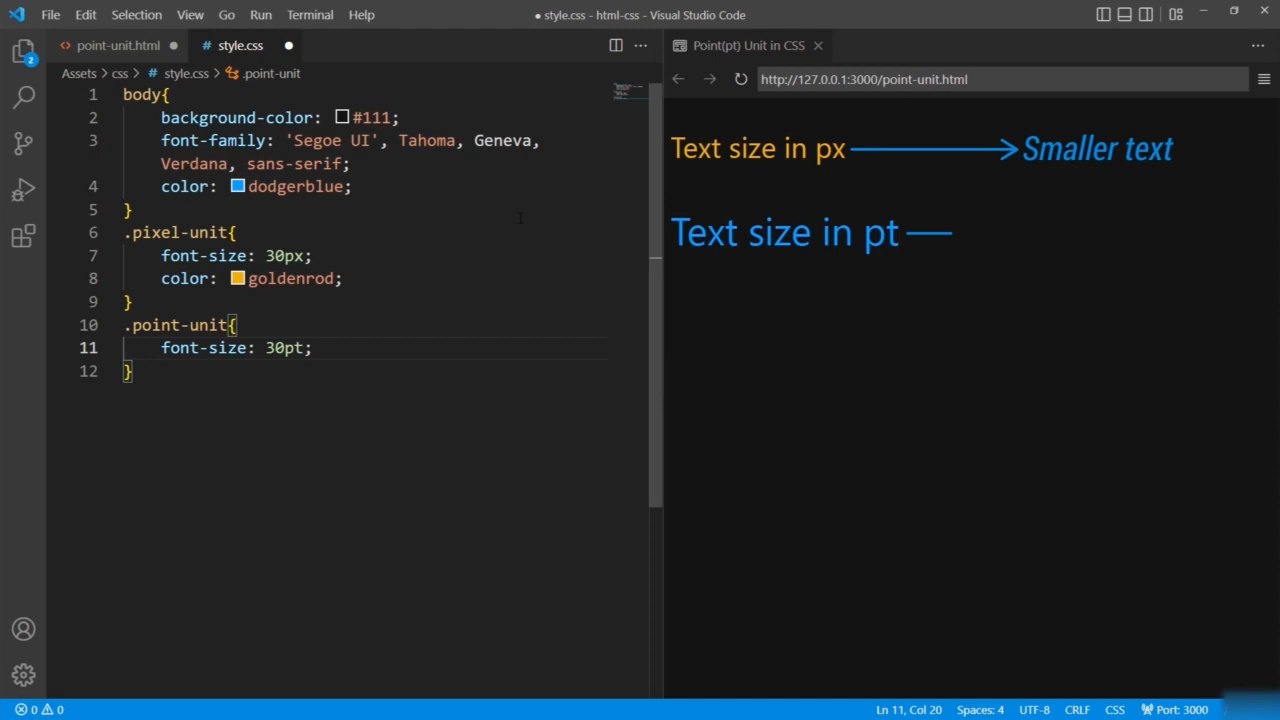 File Edit Selection View Go Run Terminal Help ● style.css - html-css - Visual Studio Code
<> point-unit.html ● # style.css ● Point(pt) Unit in CSS ×
Assets > css > # style.css > .point-unit
http://127.0.0.1:3000/point-unit.html
2
1 body{
2 background-color: #111;
3 font-family: 'Segoe UI', Tahoma, Geneva,
Verdana, sans-serif;
4 color: dodgerblue;
5 }
6 .pixel-unit{
7 font-size: 30px;
8 color: goldenrod;
9 }
10 .point-unit{
11 font-size: 30pt;
12 }
Text size in px Smaller text
Text size in pt
0 0 Ln 11, Col 20 Spaces: 4 UTF-8 CRLF CSS Port: 3000